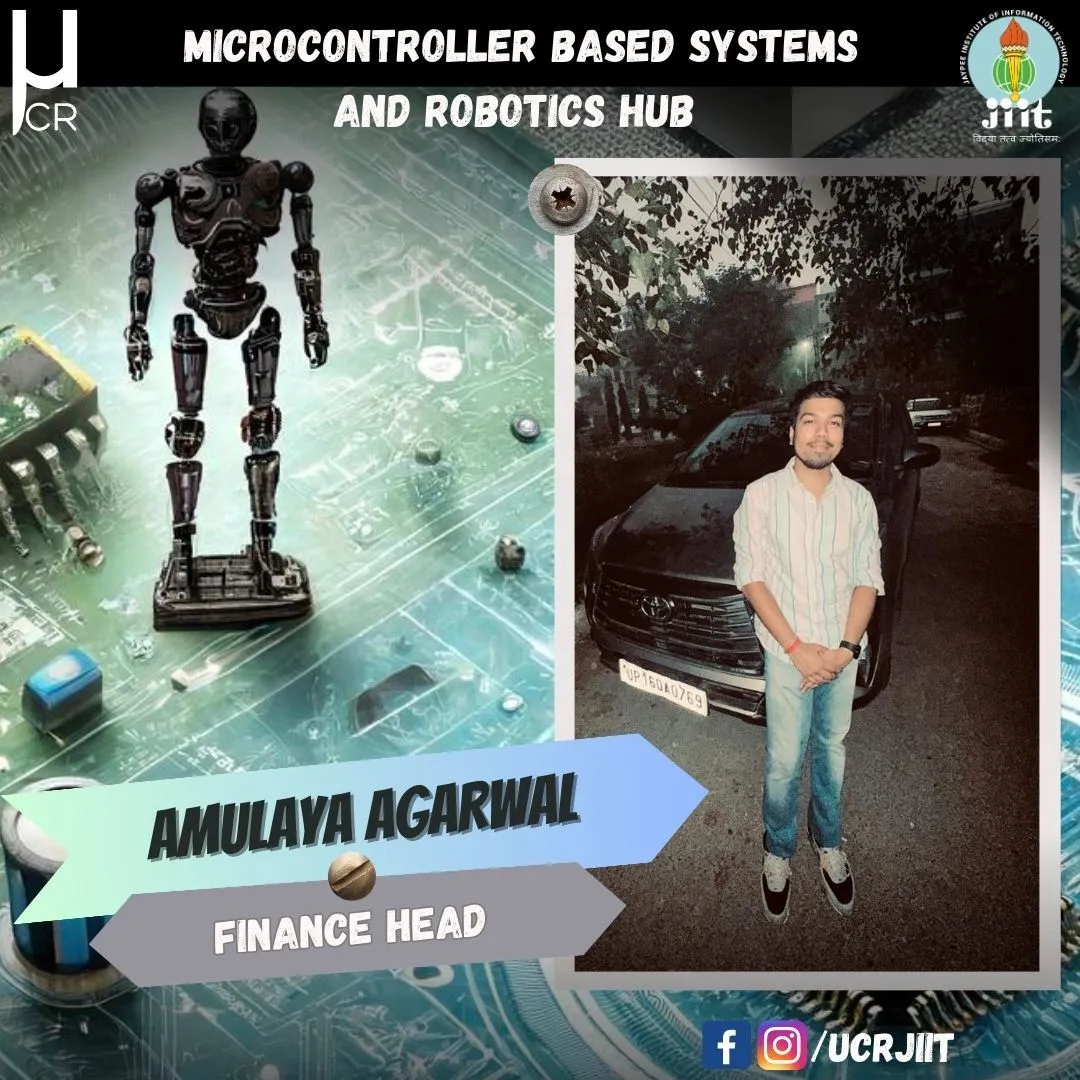 μ
CR
MICROCONTROLLER BASED SYSTEMS
AND ROBOTICS HUB
JAYPEE INSTITUTE OF INFORMATION TECHNOLOGY
jiit
विद्या तत्व ज्योतिसम:
UP16DA0769
AMULAYA AGARWAL
FINANCE HEAD
/UCRJIIT